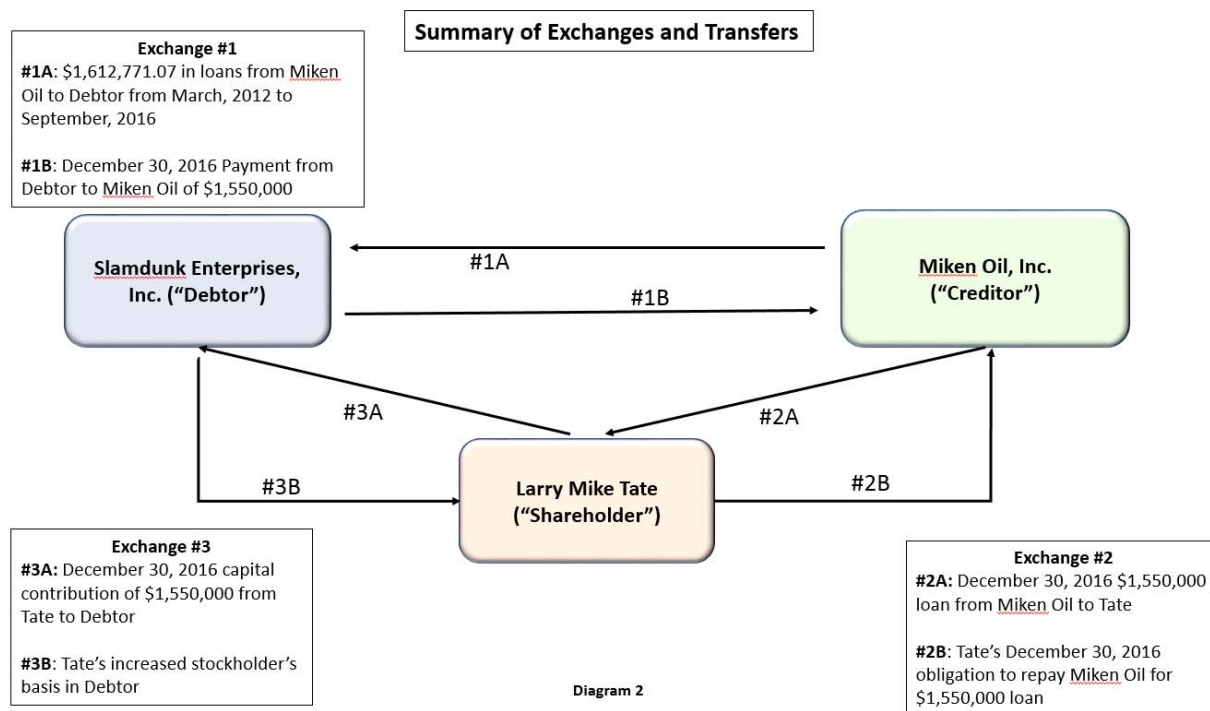 Summary of Exchanges and Transfers
Exchange #1
#1A: $1,612,771.07 in loans from Miken
Oil to Debtor from March, 2012 to
September, 2016
#1B: December 30, 2016 Payment from
Debtor to Miken Oil of $1,550,000
Slamdunk Enterprises,
Inc. (“Debtor”)
Miken Oil, Inc.
(“Creditor”)
#1A
#1B
#3A
#2A
#3B
#2B
Larry Mike Tate
(“Shareholder”)
Exchange #3
#3A: December 30, 2016 capital
contribution of $1,550,000 from
Tate to Debtor
#3B: Tate’s increased stockholder’s
basis in Debtor
Exchange #2
#2A: December 30, 2016 $1,550,000
loan from Miken Oil to Tate
#2B: Tate’s December 30, 2016
obligation to repay Miken Oil for
$1,550,000 loan
Diagram 2